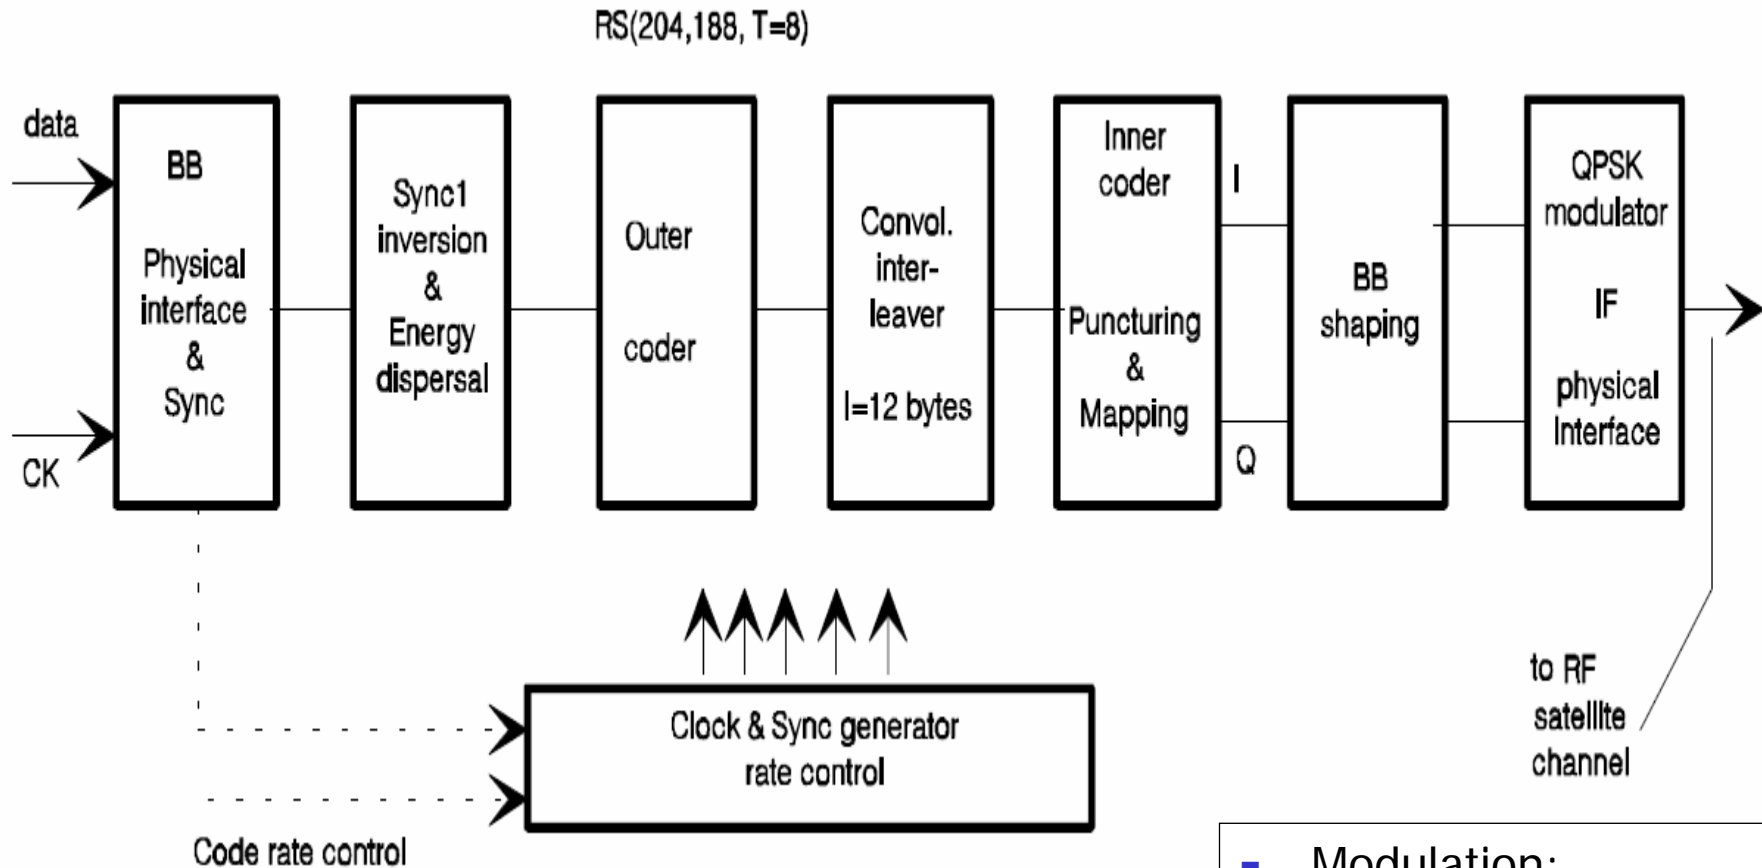 RS(204,188, T=8)
data
CK
BB
Physical
interface
&
Sync
Sync1
inversion
&
Energy
dispersal
Outer
coder
Convol.
inter-
leaver
I=12 bytes
Inner
coder
Puncturing
&
Mapping
I
Q
BB
shaping
QPSK
modulator
IF
physical
Interface
to RF
satellite
channel
Clock & Sync generator
rate control
Code rate control
- Modulation: